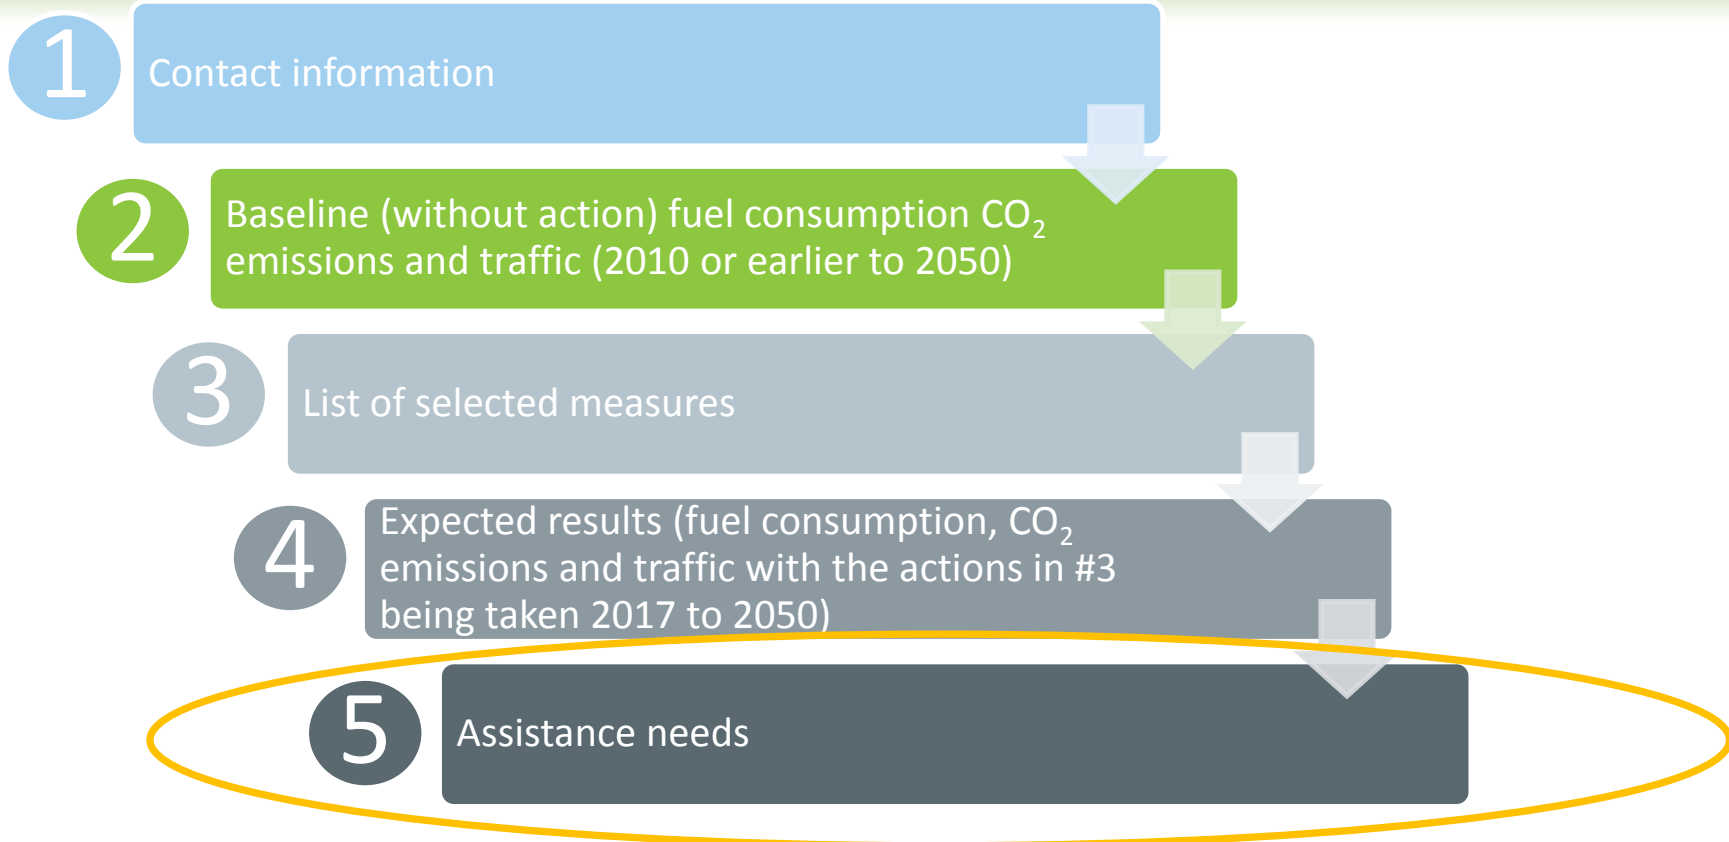 1
Contact information
2
Baseline (without action) fuel consumption CO₂
emissions and traffic (2010 or earlier to 2050)
3
List of selected measures
4
Expected results (fuel consumption, CO₂
emissions and traffic with the actions in #3
being taken 2017 to 2050)
5
Assistance needs